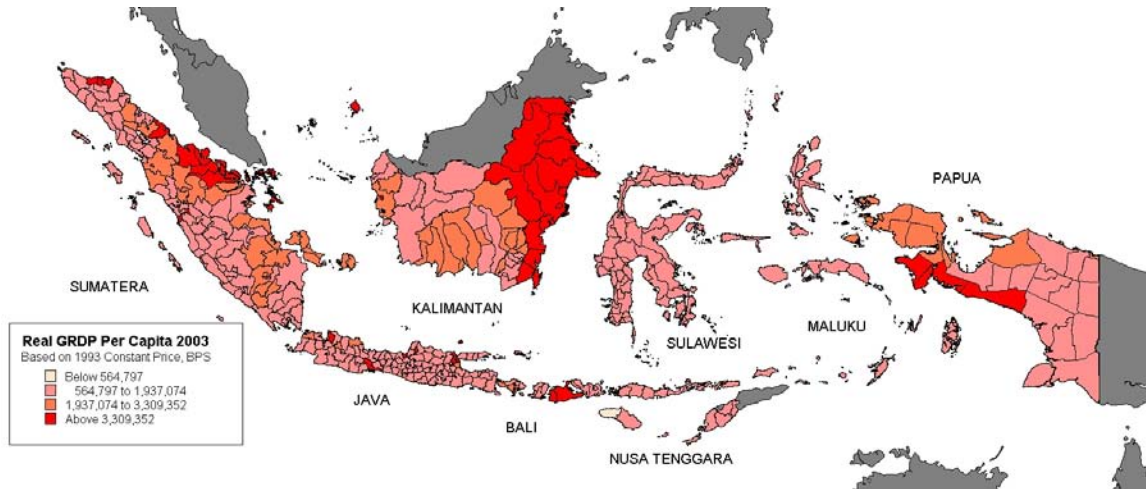 PAPUA
SUMATERA
KALIMANTAN
MALUKU
SULAWESI
JAVA
BALI
NUSA TENGGARA
Real GRDP Per Capita 2003
Based on 1993 Constant Price, BPS
Below 564,797
564,797 to 1,937,074
1,937,074 to 3,309,352
Above 3,309,352